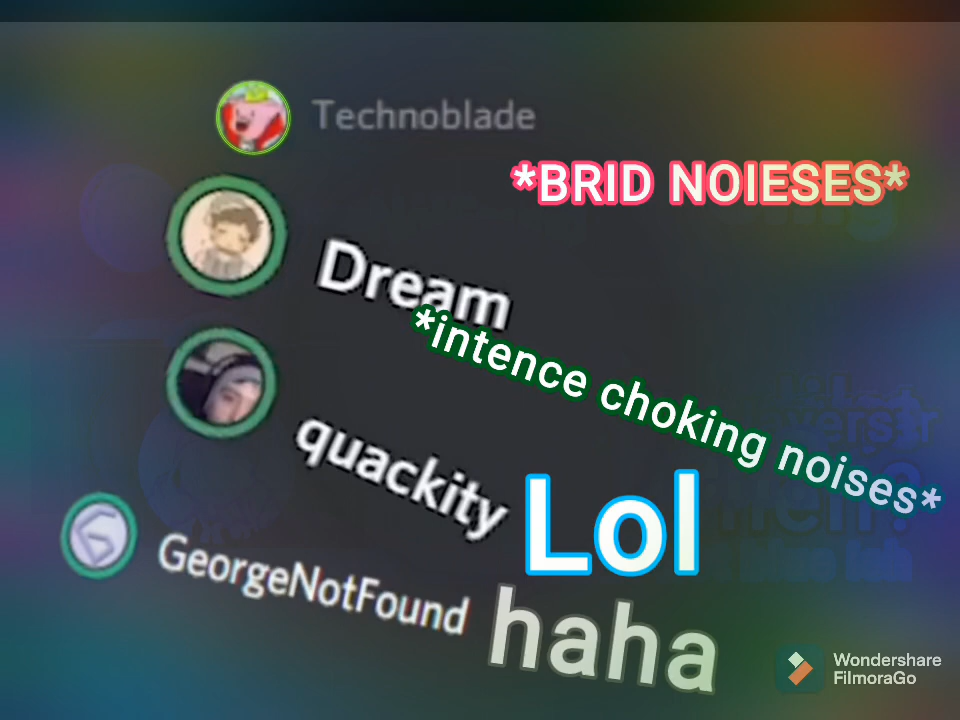 Technoblade
*BRID NOIESES*
Dream
*intence choking noises*
quackity
Lol
GeorgeNotFound
haha
Wondershare
FilmoraGo